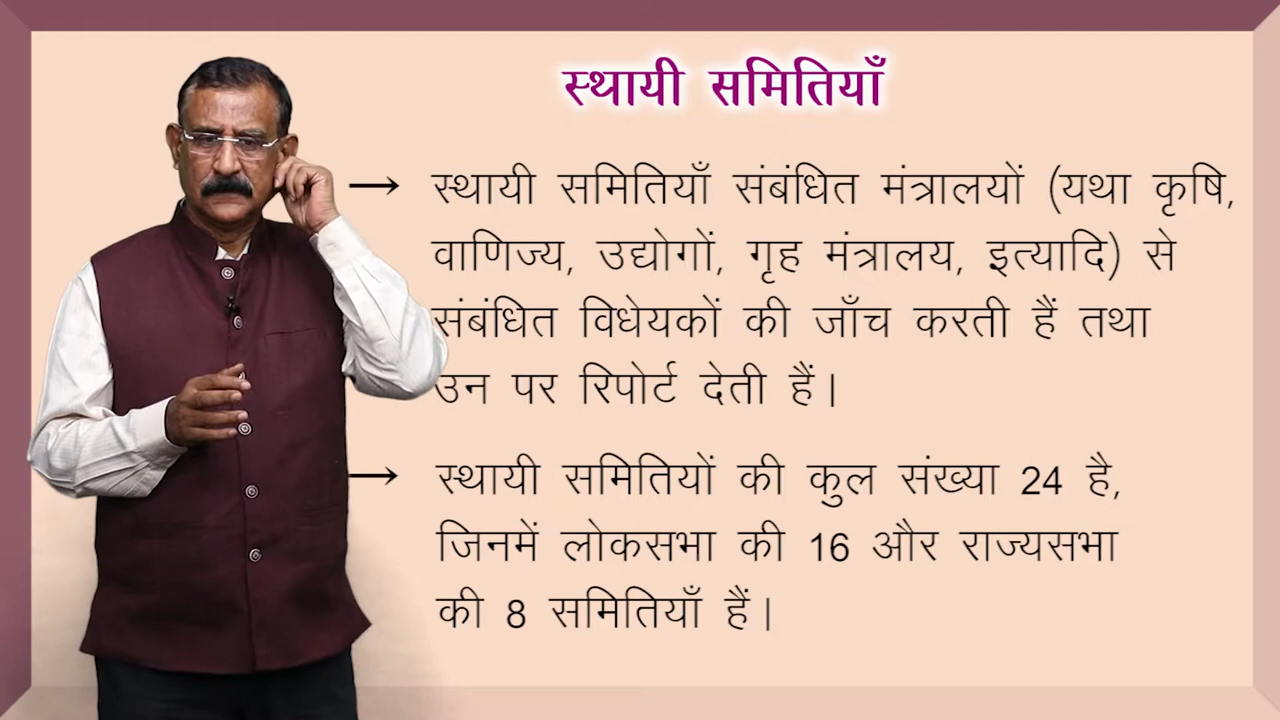 स्थायी समितियाँ
→ स्थायी समितियाँ संबंधित मंत्रालयों (यथा कृषि,
वाणिज्य, उद्योगों, गृह मंत्रालय, इत्यादि) से
संबंधित विधेयकों की जाँच करती हैं तथा
उन पर रिपोर्ट देती हैं।
→ स्थायी समितियों की कुल संख्या 24 है,
जिनमें लोकसभा की 16 और राज्यसभा
की 8 समितियाँ हैं।